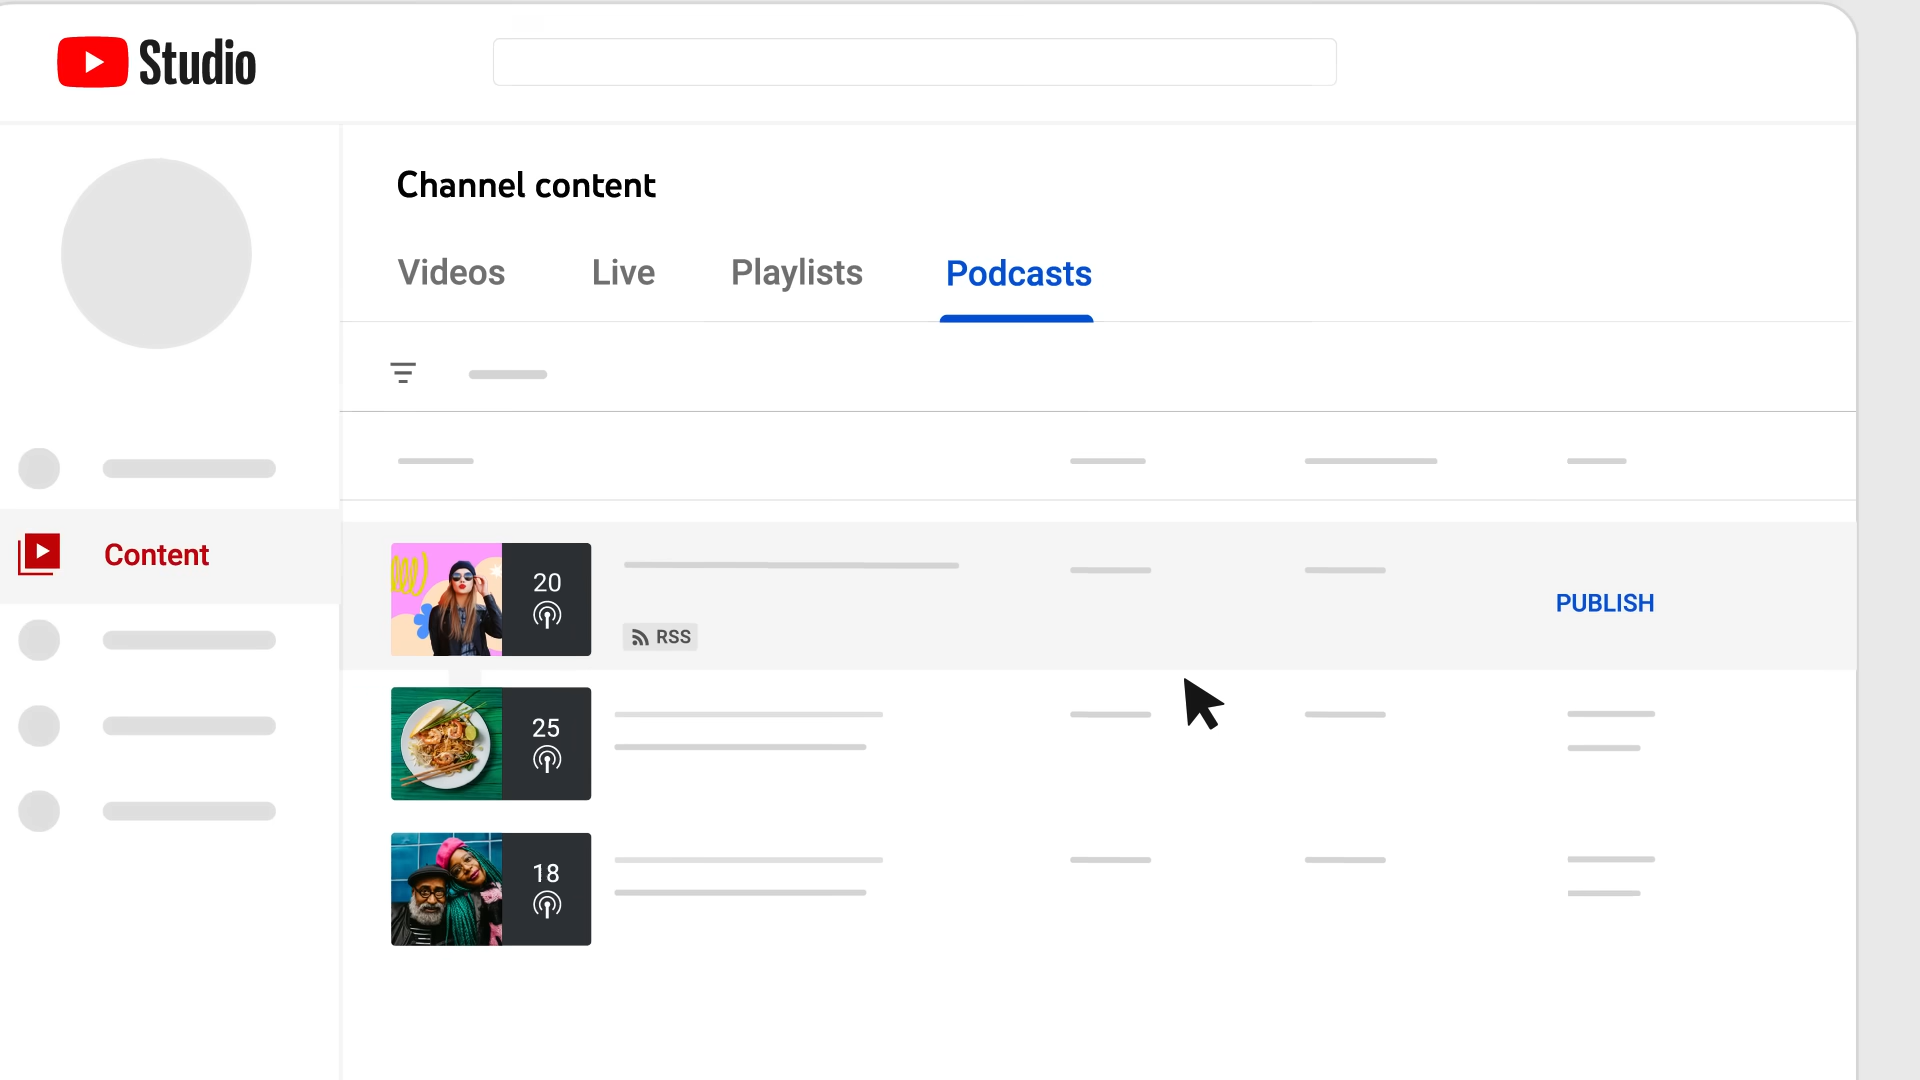 Studio
Channel content
Videos Live Playlists Podcasts
Content
20
RSS
PUBLISH
25
18